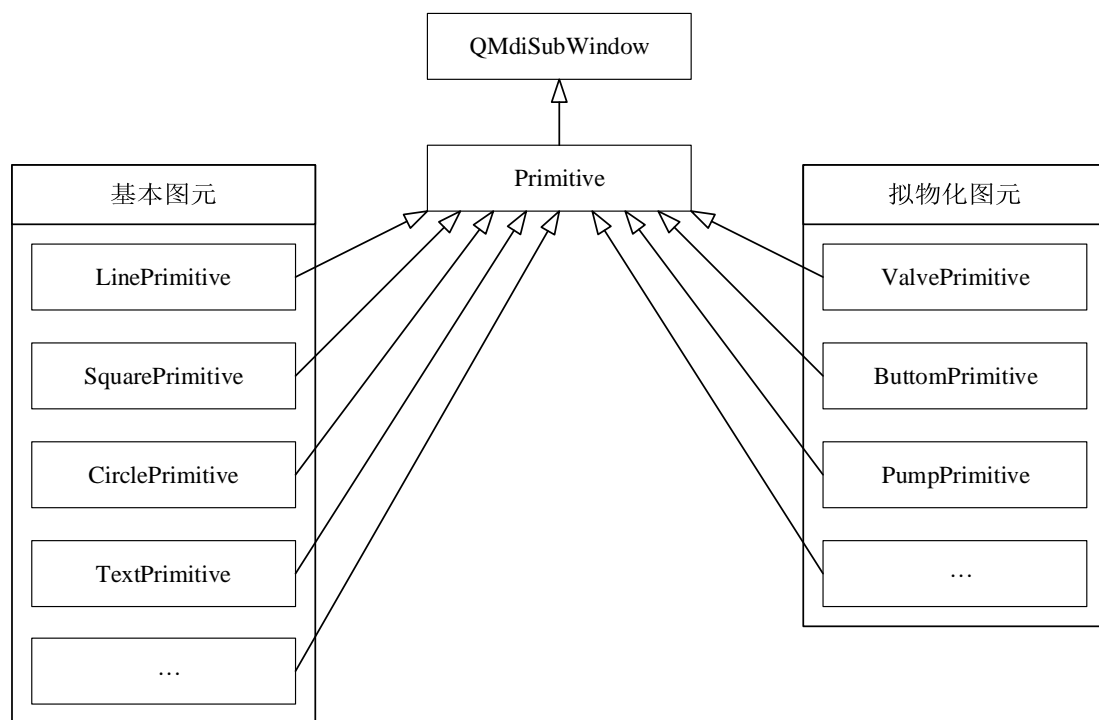 QMdiSubWindow
Primitive
基本图元
LinePrimitive
SquarePrimitive
CirclePrimitive
TextPrimitive
…
拟物化图元
ValvePrimitive
ButtomPrimitive
PumpPrimitive
…